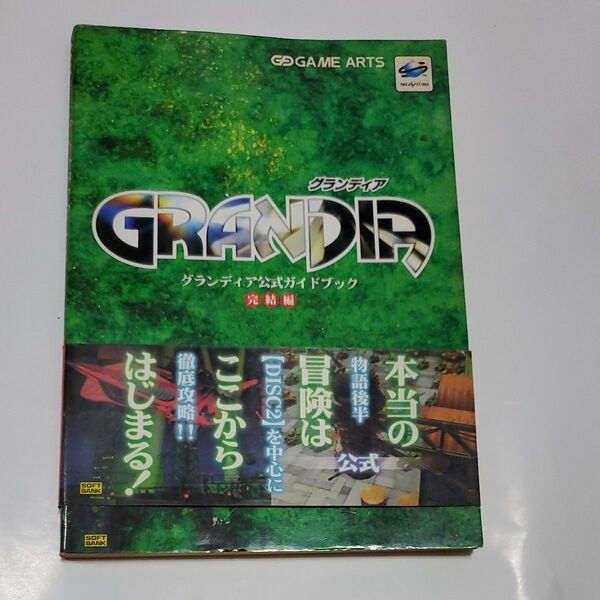 GAME ARTS
SEGA SATURN
グランディア
GRANDIA
グランディア公式ガイドブック
完結編
本当の
物語後半
冒険は
【DISC2】を中心に
ここから
徹底攻略!!
はじまる!
公式
SOFT
BANK
SOFT
BANK